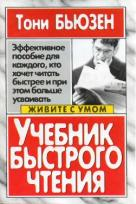 Тони БЬЮЗЕН
Эффективное
пособие для
каждого, кто
хочет читать
быстрее и при
этом больше
усваивать
ЖИВИТЕ С УМОМ
УЧЕБНИК
БЫСТРОГО
ЧТЕНИЯ